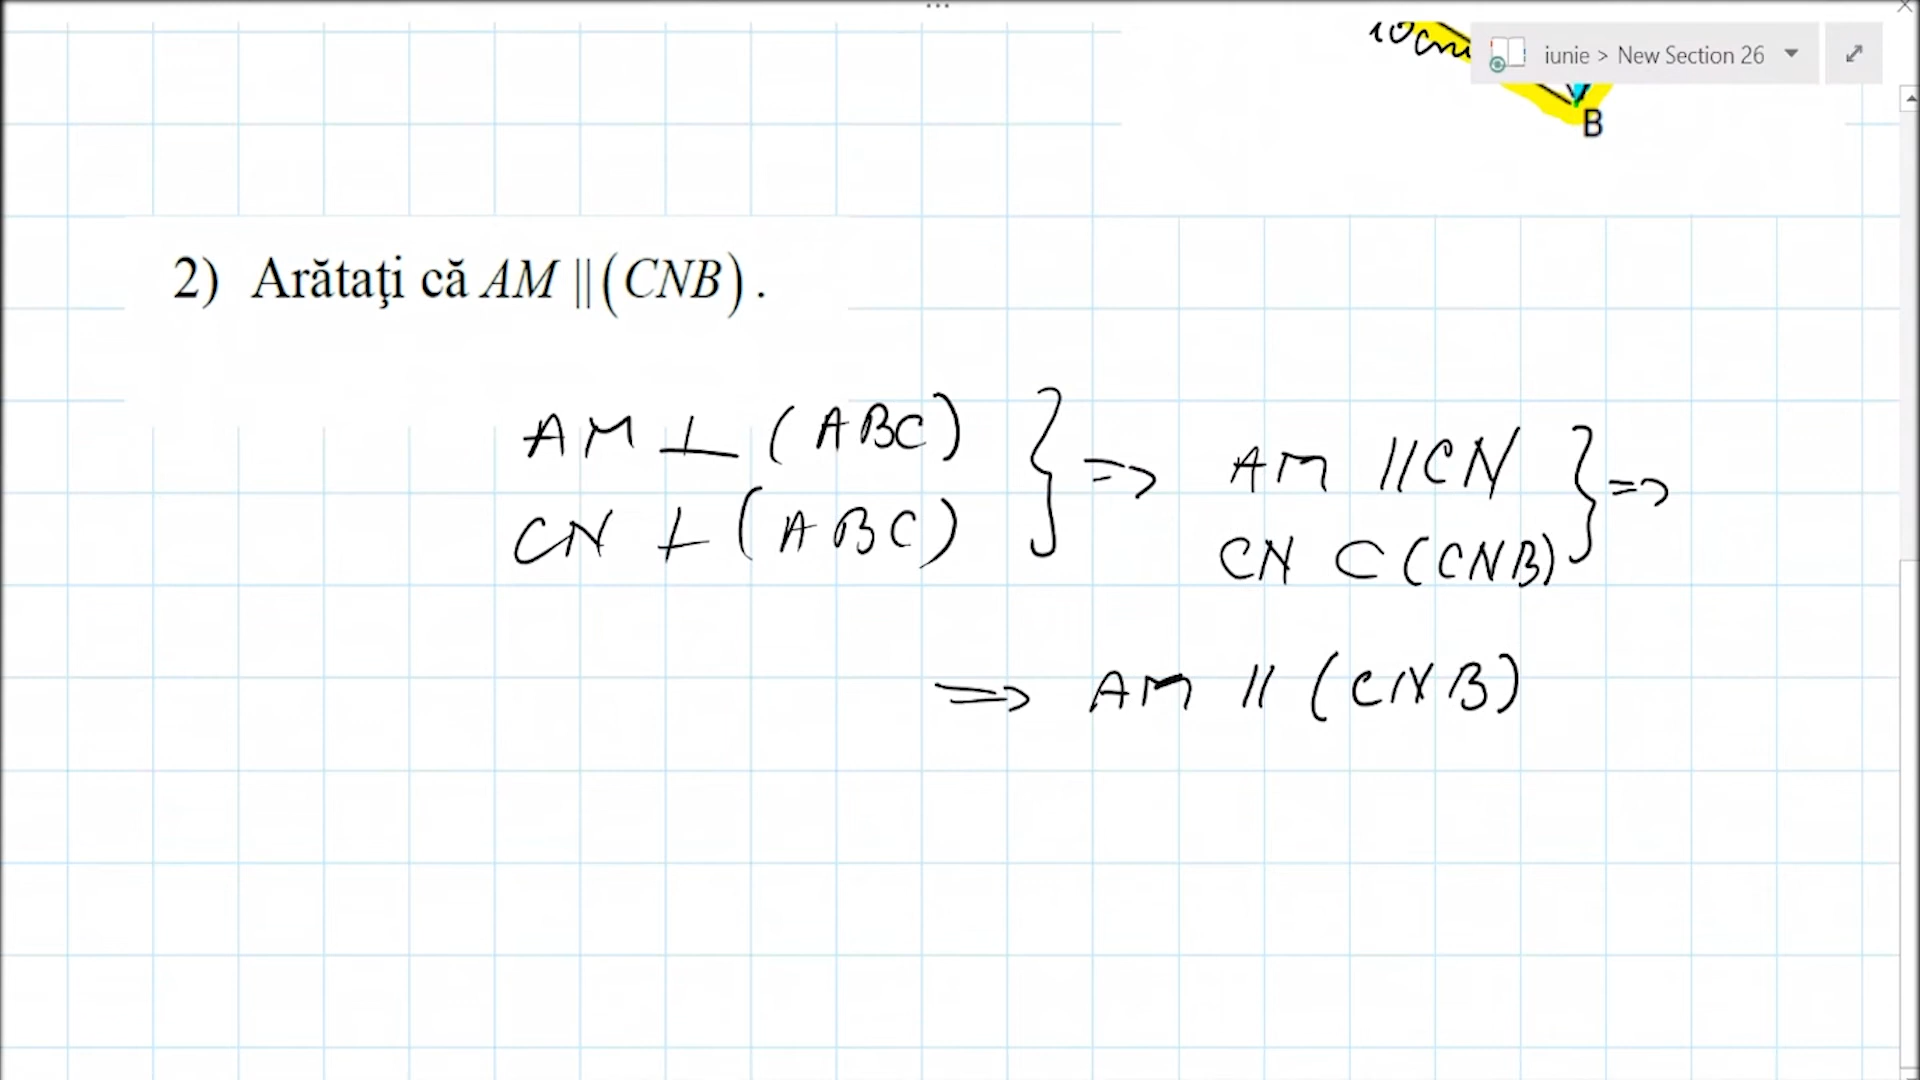 ...
10cm
iunie > New Section 26
B
2) Arătaţi că AM || (CNB).
AM ⊥ (ABC) } => AM // CN } =>
CN ⊥ (ABC) CN ⊂ (CNB)
=> AM // (CNB)